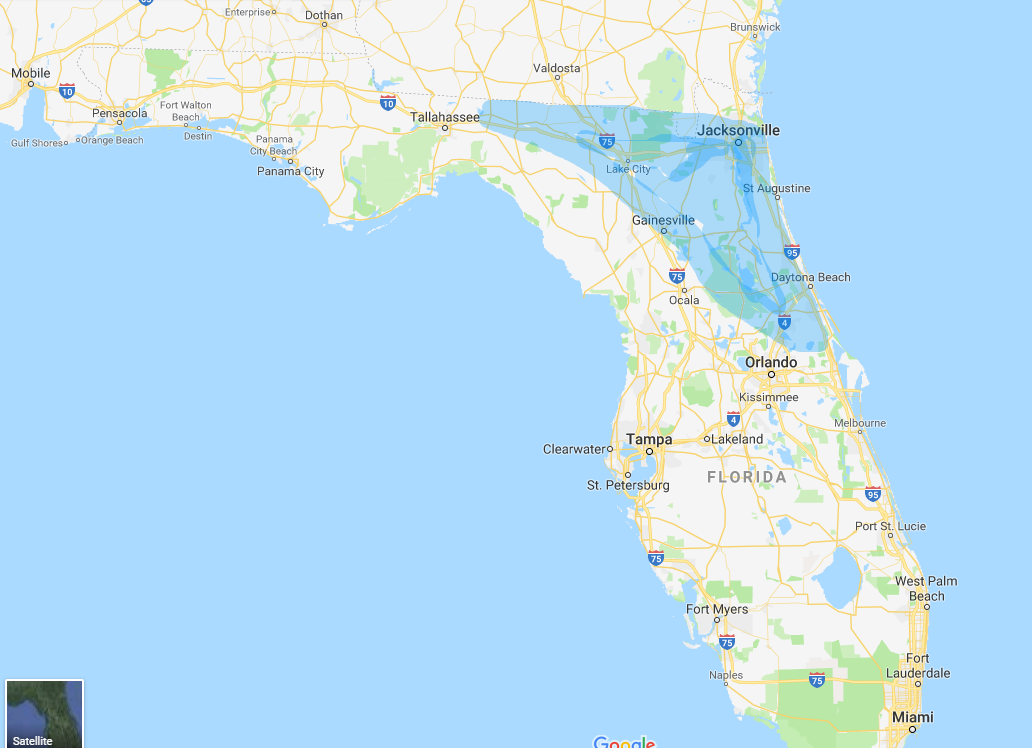 85
Enterprise
Dothan
Brunswick
Mobile
10
Valdosta
10
Fort Walton
Beach
Pensacola
Tallahassee
Jacksonville
Gulf Shores
Orange Beach
Destin
Panama
City Beach
75
Panama City
Lake City
St Augustine
Gainesville
95
75
Daytona Beach
Ocala
4
Orlando
Kissimmee
4
Melbourne
Tampa
Lakeland
Clearwater
FLORIDA
St. Petersburg
95
Port St. Lucie
75
West Palm
Beach
Fort Myers
75
Fort
Lauderdale
Naples
75
Miami
Satellite
Google